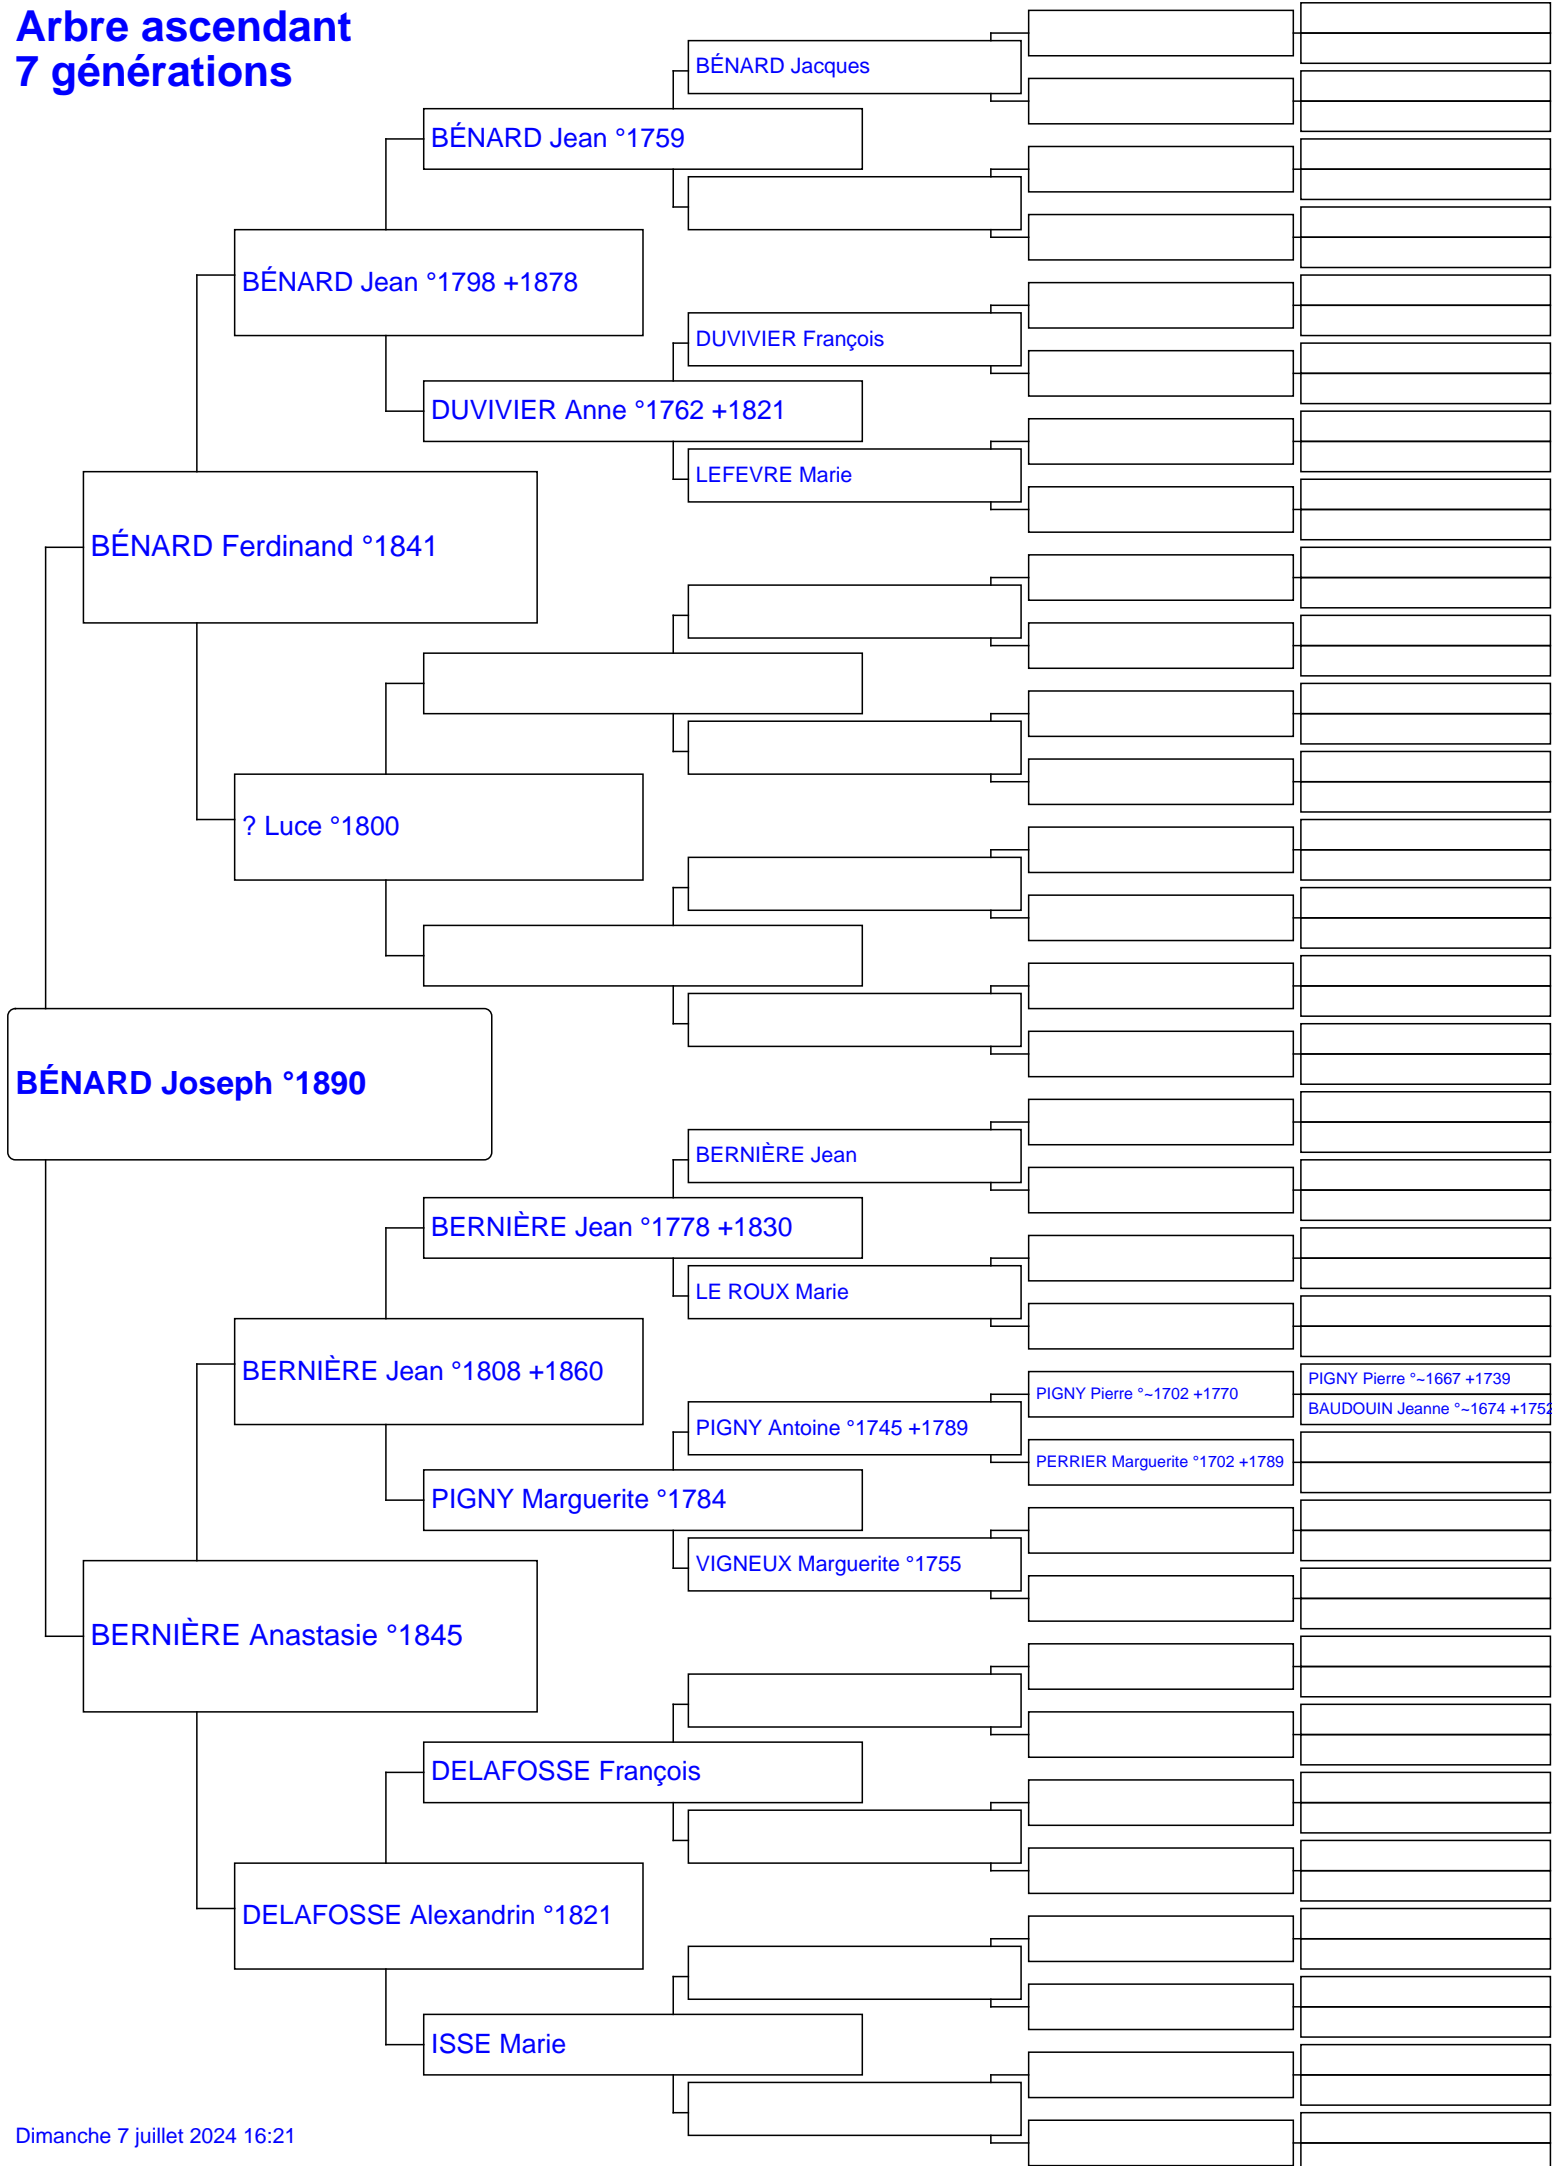 Arbre ascendant
7 générations
BÉNARD Jacques
BÉNARD Jean °1759
BÉNARD Jean °1798 +1878
DUVIVIER François
DUVIVIER Anne °1762 +1821
LEFEVRE Marie
BÉNARD Ferdinand °1841
? Luce °1800
BÉNARD Joseph °1890
BERNIÈRE Jean
BERNIÈRE Jean °1778 +1830
LE ROUX Marie
BERNIÈRE Jean °1808 +1860
PIGNY Pierre °~1667 +1739
PIGNY Pierre °~1702 +1770
BAUDOUIN Jeanne °~1674 +1752
PIGNY Antoine °1745 +1789
PERRIER Marguerite °1702 +1789
PIGNY Marguerite °1784
VIGNEUX Marguerite °1755
BERNIÈRE Anastasie °1845
DELAFOSSE François
DELAFOSSE Alexandrin °1821
ISSE Marie
Dimanche 7 juillet 2024 16:21